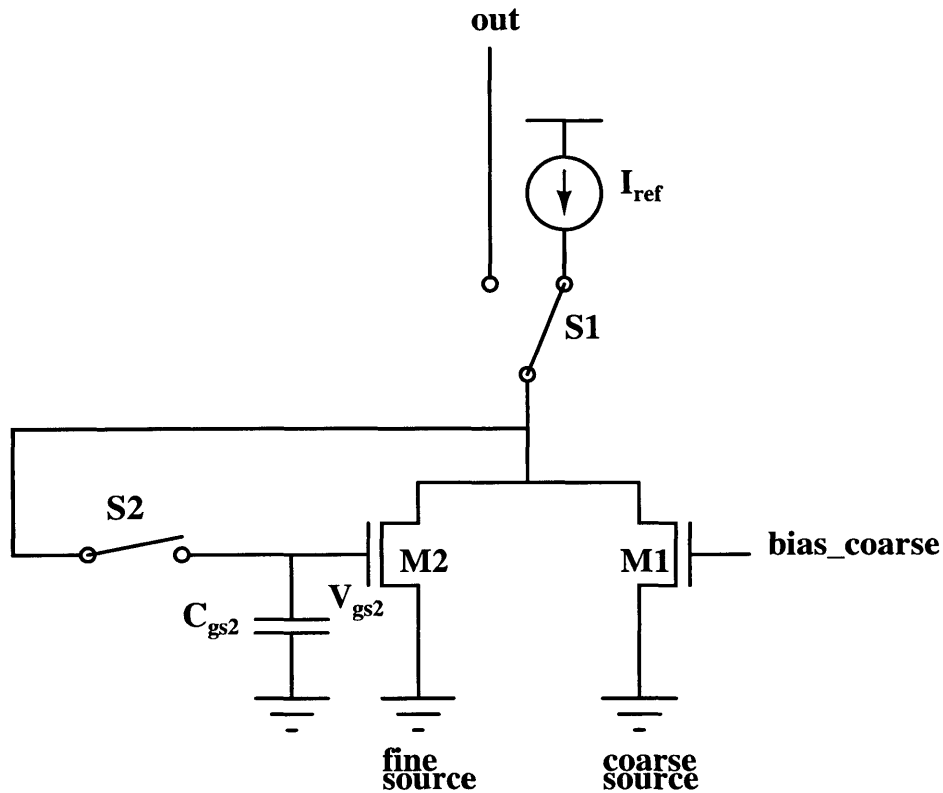 out
I_ref
S1
S2
M2
M1
bias_coarse
V_gs2
C_gs2
fine
source
coarse
source